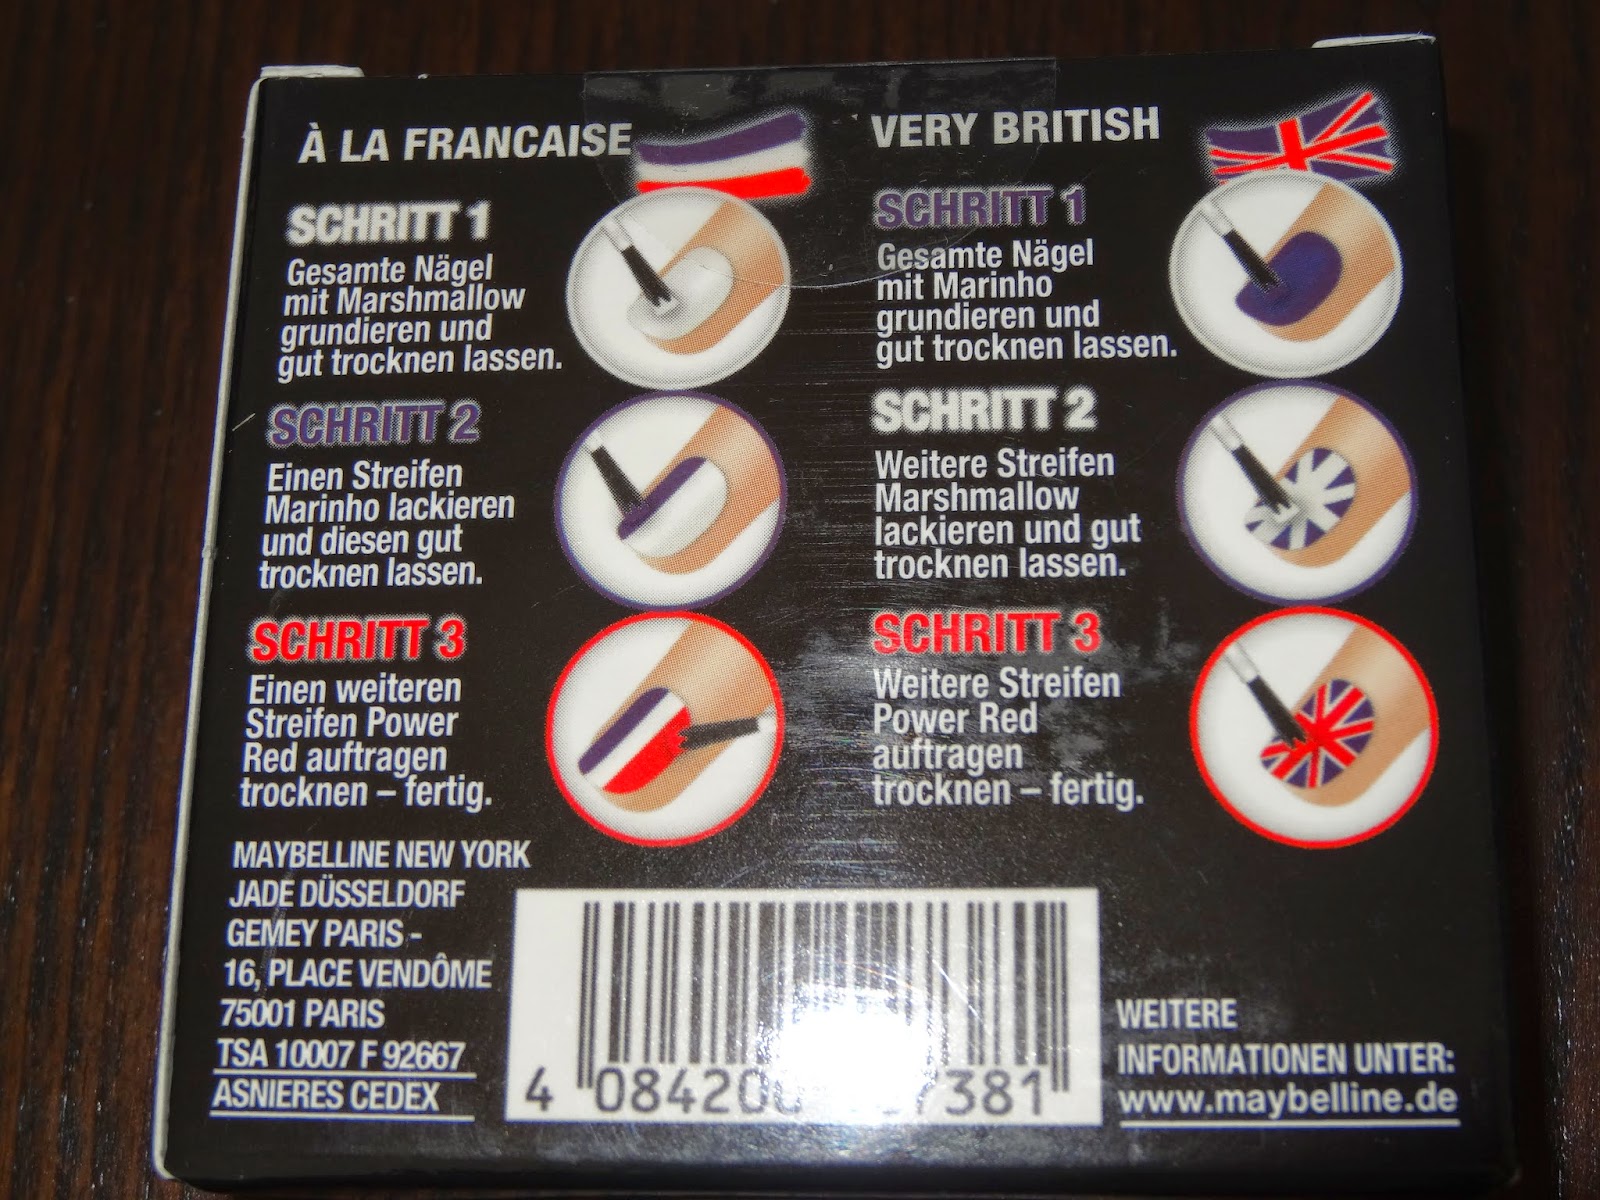 À LA FRANCAISE
SCHRITT 1
Gesamte Nägel
mit Marshmallow
grundieren und
gut trocknen lassen.
SCHRITT 2
Einen Streifen
Marinho lackieren
und diesen gut
trocknen lassen.
SCHRITT 3
Einen weiteren
Streifen Power
Red auftragen
trocknen – fertig.
VERY BRITISH
SCHRITT 1
Gesamte Nägel
mit Marinho
grundieren und
gut trocknen lassen.
SCHRITT 2
Weitere Streifen
Marshmallow
lackieren und gut
trocknen lassen.
SCHRITT 3
Weitere Streifen
Power Red
auftragen
trocknen – fertig.
MAYBELLINE NEW YORK
JADE DÜSSELDORF
GEMEY PARIS -
16, PLACE VENDÔME
75001 PARIS
TSA 10007 F 92667
ASNIERES CEDEX
WEITERE
INFORMATIONEN UNTER:
www.maybelline.de